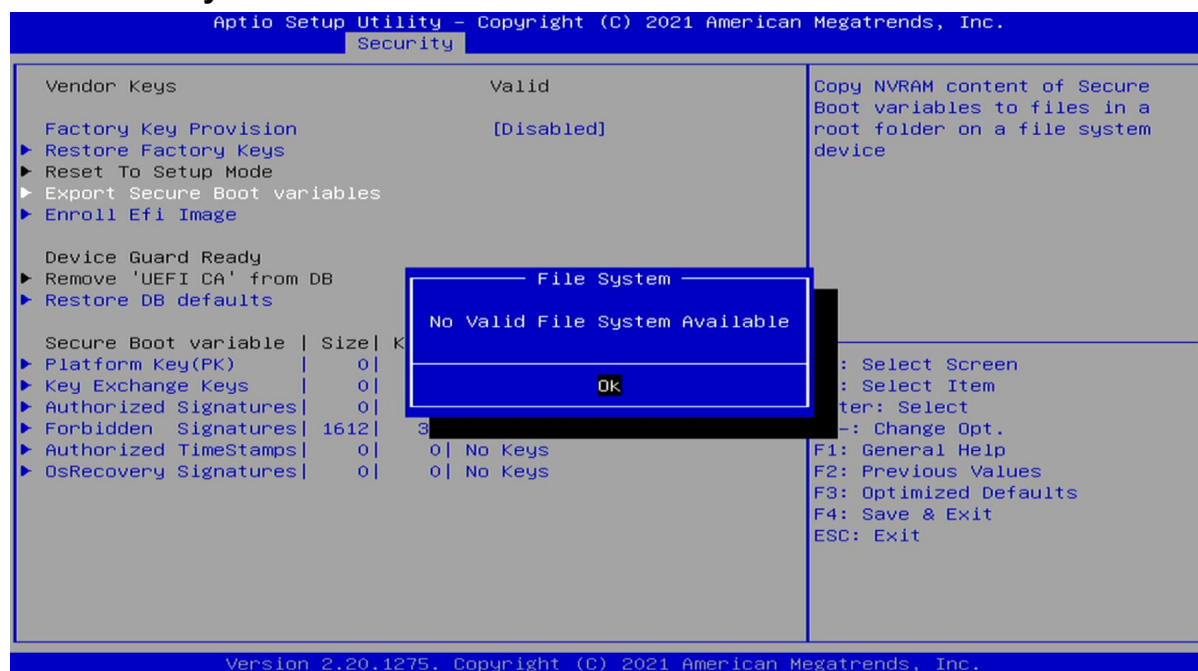 Aptio Setup Utility – Copyright (C) 2021 American Megatrends, Inc.
Security
Vendor Keys Valid
Factory Key Provision [Disabled]
Restore Factory Keys
Reset To Setup Mode
Export Secure Boot variables
Enroll Efi Image
Device Guard Ready
Remove 'UEFI CA' from DB
Restore DB defaults
Secure Boot variable | Size| K
Platform Key(PK) | 0|
Key Exchange Keys | 0|
Authorized Signatures| 0|
Forbidden Signatures| 1612| 3
Authorized TimeStamps| 0| 0| No Keys
OsRecovery Signatures| 0| 0| No Keys
File System
No Valid File System Available
Ok
Copy NVRAM content of Secure
Boot variables to files in a
root folder on a file system
device
: Select Screen
: Select Item
ter: Select
–: Change Opt.
F1: General Help
F2: Previous Values
F3: Optimized Defaults
F4: Save & Exit
ESC: Exit
Version 2.20.1275. Copyright (C) 2021 American Megatrends, Inc.